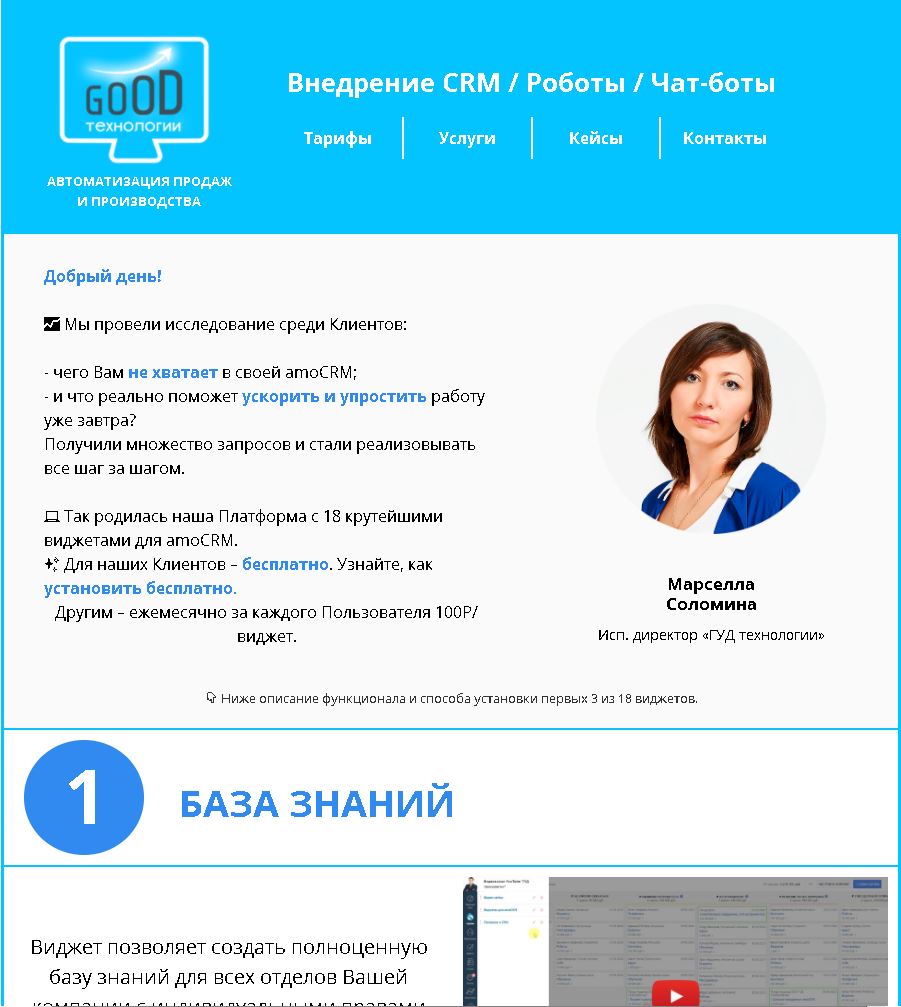 GOOD
технологии
АВТОМАТИЗАЦИЯ ПРОДАЖ
И ПРОИЗВОДСТВА
Внедрение CRM / Роботы / Чат-боты
Тарифы
Услуги
Кейсы
Контакты
Добрый день!
Мы провели исследование среди Клиентов:
- чего Вам не хватает в своей amoCRM;
- и что реально поможет ускорить и упростить работу
уже завтра?
Получили множество запросов и стали реализовывать
все шаг за шагом.
Так родилась наша Платформа с 18 крутейшими
виджетами для amoCRM.
Для наших Клиентов – бесплатно. Узнайте, как
установить бесплатно.
Другим – ежемесячно за каждого Пользователя 100Р/
виджет.
Марселла
Соломина
Исп. директор «ГУД технологии»
Ниже описание функционала и способа установки первых 3 из 18 виджетов.
1
БАЗА ЗНАНИЙ
Виджет позволяет создать полноценную
базу знаний для всех отделов Вашей
компании с индивидуальными правами